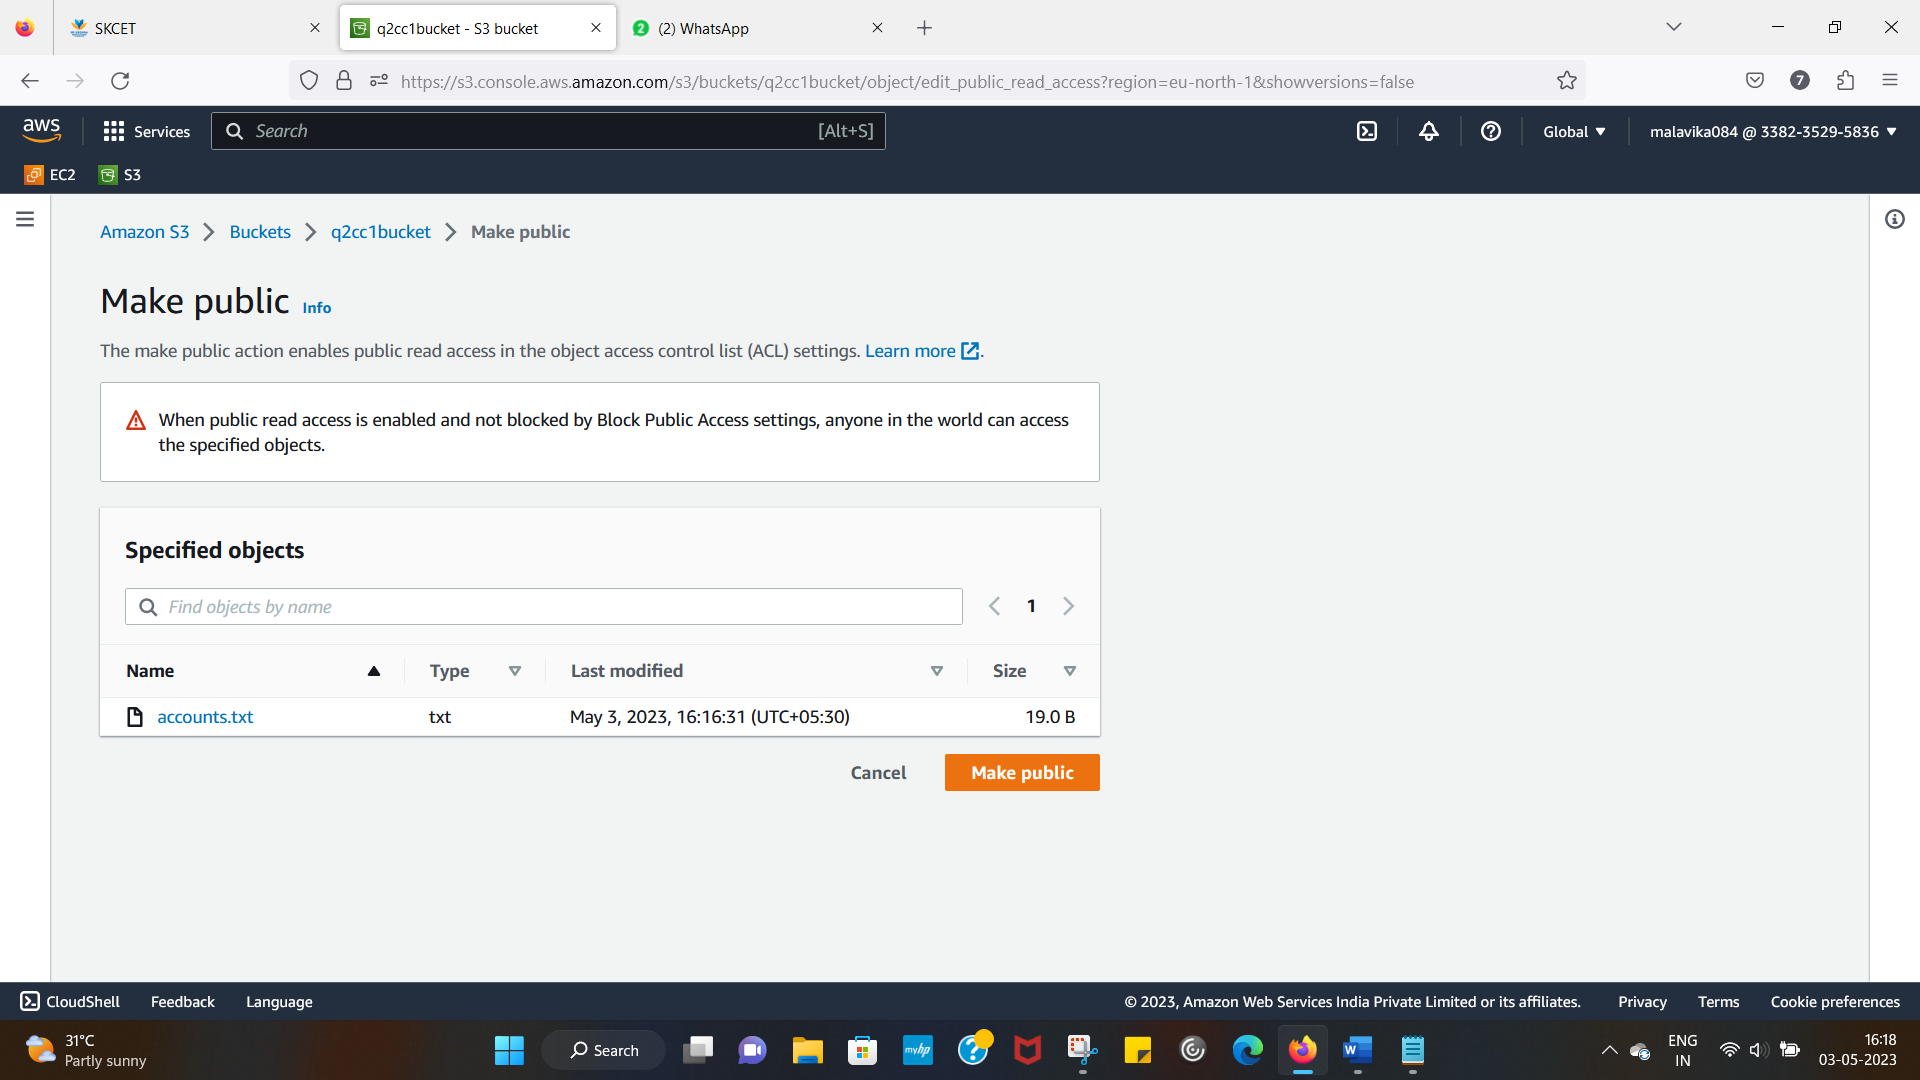 SKCET
q2cc1bucket - S3 bucket
2
(2) WhatsApp
https://s3.console.aws.amazon.com/s3/buckets/q2cc1bucket/object/edit_public_read_access?region=eu-north-1&showversions=false
7
aws
Services
Search
[Alt+S]
Global
malavika084 @ 3382-3529-5836
EC2
S3
Amazon S3
Buckets
q2cc1bucket
Make public
Make public
Info
The make public action enables public read access in the object access control list (ACL) settings. Learn more.
When public read access is enabled and not blocked by Block Public Access settings, anyone in the world can access
the specified objects.
Specified objects
Find objects by name
1
Name
Type
Last modified
Size
accounts.txt
txt
May 3, 2023, 16:16:31 (UTC+05:30)
19.0 B
Cancel
Make public
CloudShell
Feedback
Language
© 2023, Amazon Web Services India Private Limited or its affiliates.
Privacy
Terms
Cookie preferences
31°C
Partly sunny
Search
myhp
W
ENG
IN
16:18
03-05-2023